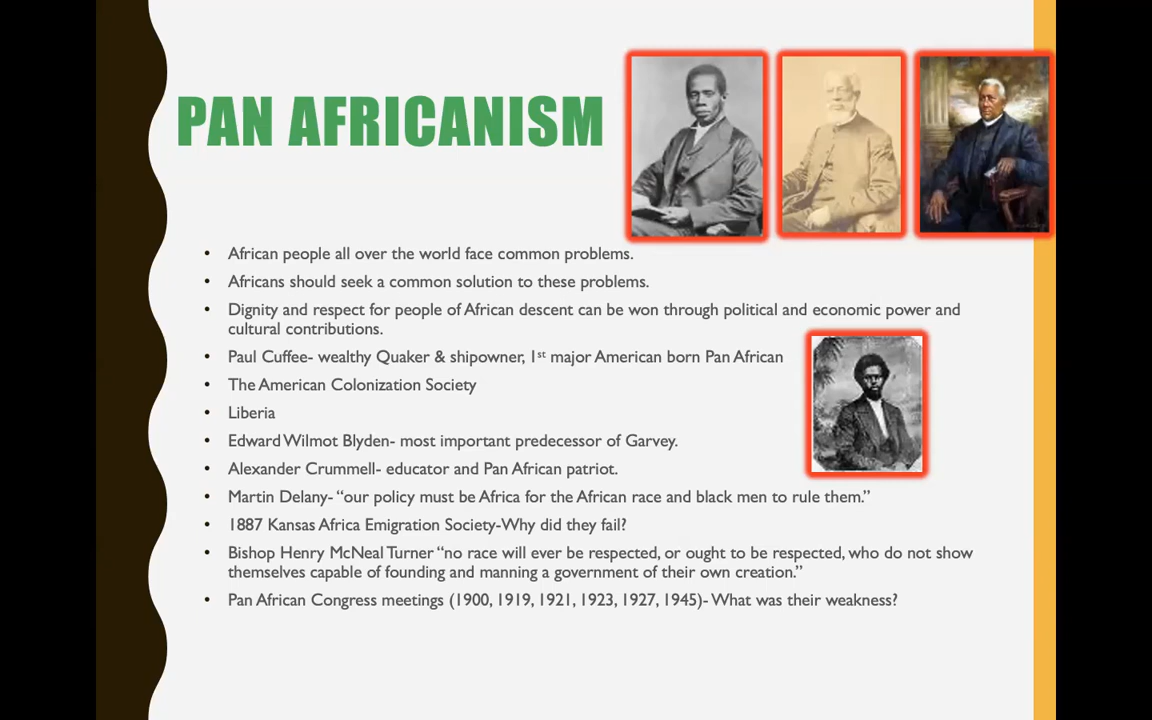 PAN AFRICANISM
• African people all over the world face common problems.
• Africans should seek a common solution to these problems.
• Dignity and respect for people of African descent can be won through political and economic power and
cultural contributions.
• Paul Cuffee- wealthy Quaker & shipowner, 1st major American born Pan African
• The American Colonization Society
• Liberia
• Edward Wilmot Blyden- most important predecessor of Garvey.
• Alexander Crummell- educator and Pan African patriot.
• Martin Delany- “our policy must be Africa for the African race and black men to rule them.”
• 1887 Kansas Africa Emigration Society-Why did they fail?
• Bishop Henry McNeal Turner “no race will ever be respected, or ought to be respected, who do not show
themselves capable of founding and manning a government of their own creation.”
• Pan African Congress meetings (1900, 1919, 1921, 1923, 1927, 1945)- What was their weakness?